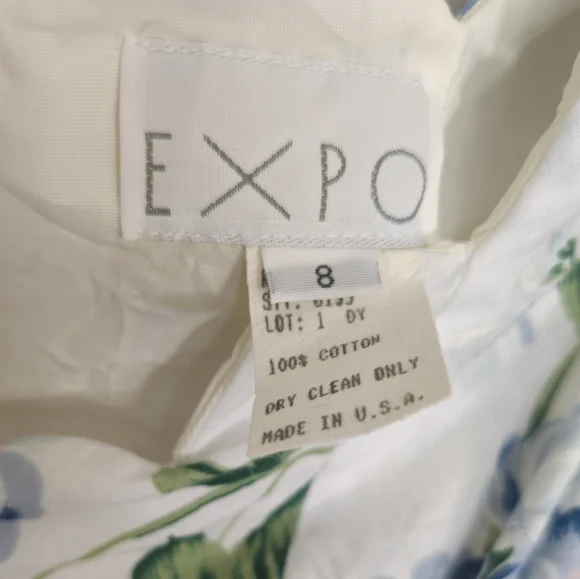 EXPO
8
LOT: 1 DY
100% COTTON
DRY CLEAN ONLY
MADE IN U.S.A.